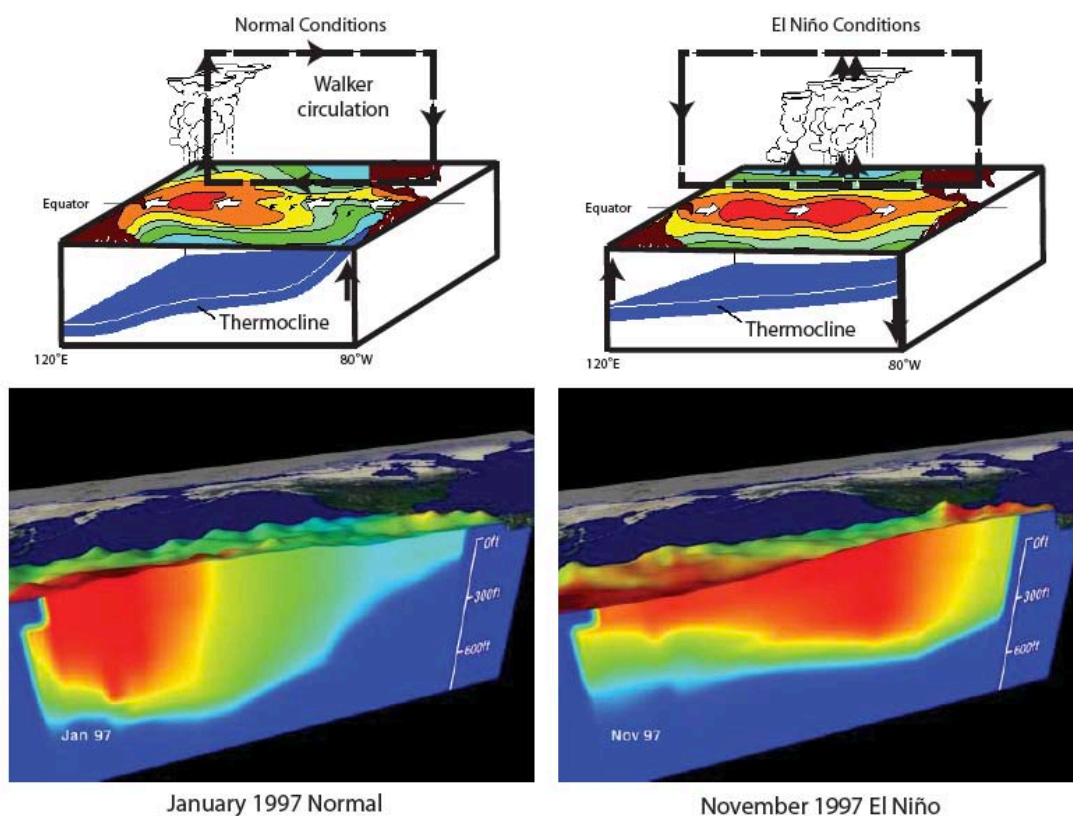 Normal Conditions
Walker
circulation
Equator
Thermocline
120°E
80°W
El Niño Conditions
Equator
Thermocline
120°E
80°W
0ft
300ft
600ft
Jan 97
0ft
300ft
600ft
Nov 97
January 1997 Normal
November 1997 El Niño